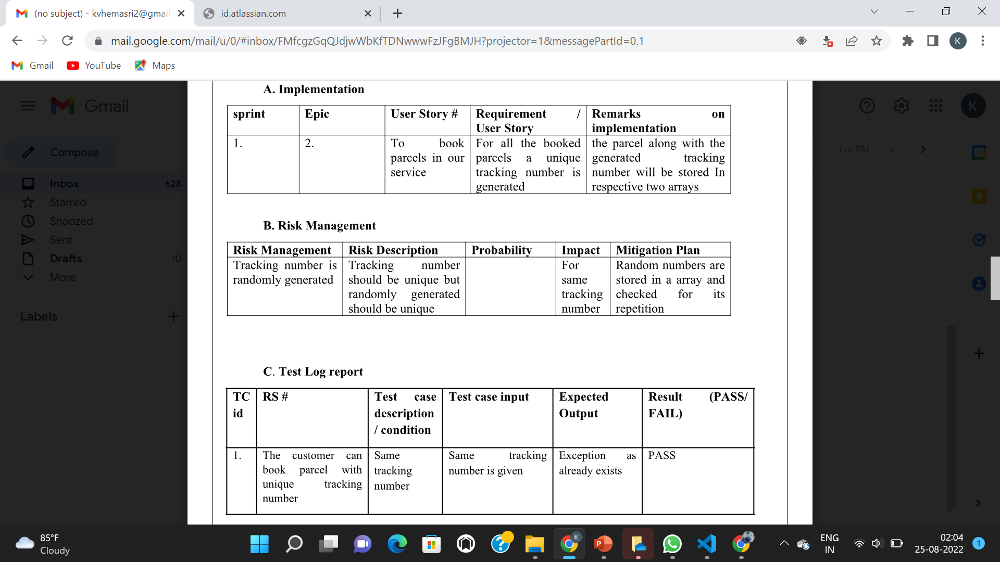 (no subject) - kvhemasri2@gmail
id.atlassian.com
mail.google.com/mail/u/0/#inbox/FMfcgzGqQJdjwWbKfTDNwwwFzJFgBMJH?projector=1&messagePartId=0.1
K
Gmail
YouTube
Maps
Gmail
K
Compose
1 of 781
31
Inbox
628
Starred
Snoozed
Sent
Drafts
10
More
Labels
A. Implementation
sprint
Epic
User Story #
Requirement /
User Story
Remarks on
implementation
1.
2.
To book
parcels in our
service
For all the booked
parcels a unique
tracking number is
generated
the parcel along with the
generated tracking
number will be stored In
respective two arrays
B. Risk Management
Risk Management
Risk Description
Probability
Impact
Mitigation Plan
Tracking number is
randomly generated
Tracking number
should be unique but
randomly generated
should be unique
For
same
tracking
number
Random numbers are
stored in a array and
checked for its
repetition
C. Test Log report
TC
id
RS #
Test case
description
/ condition
Test case input
Expected
Output
Result (PASS/
FAIL)
1.
The customer can
book parcel with
unique tracking
number
Same
tracking
number
Same tracking
number is given
Exception as
already exists
PASS
85°F
Cloudy
K
P
ENG
IN
02:04
25-08-2022
1